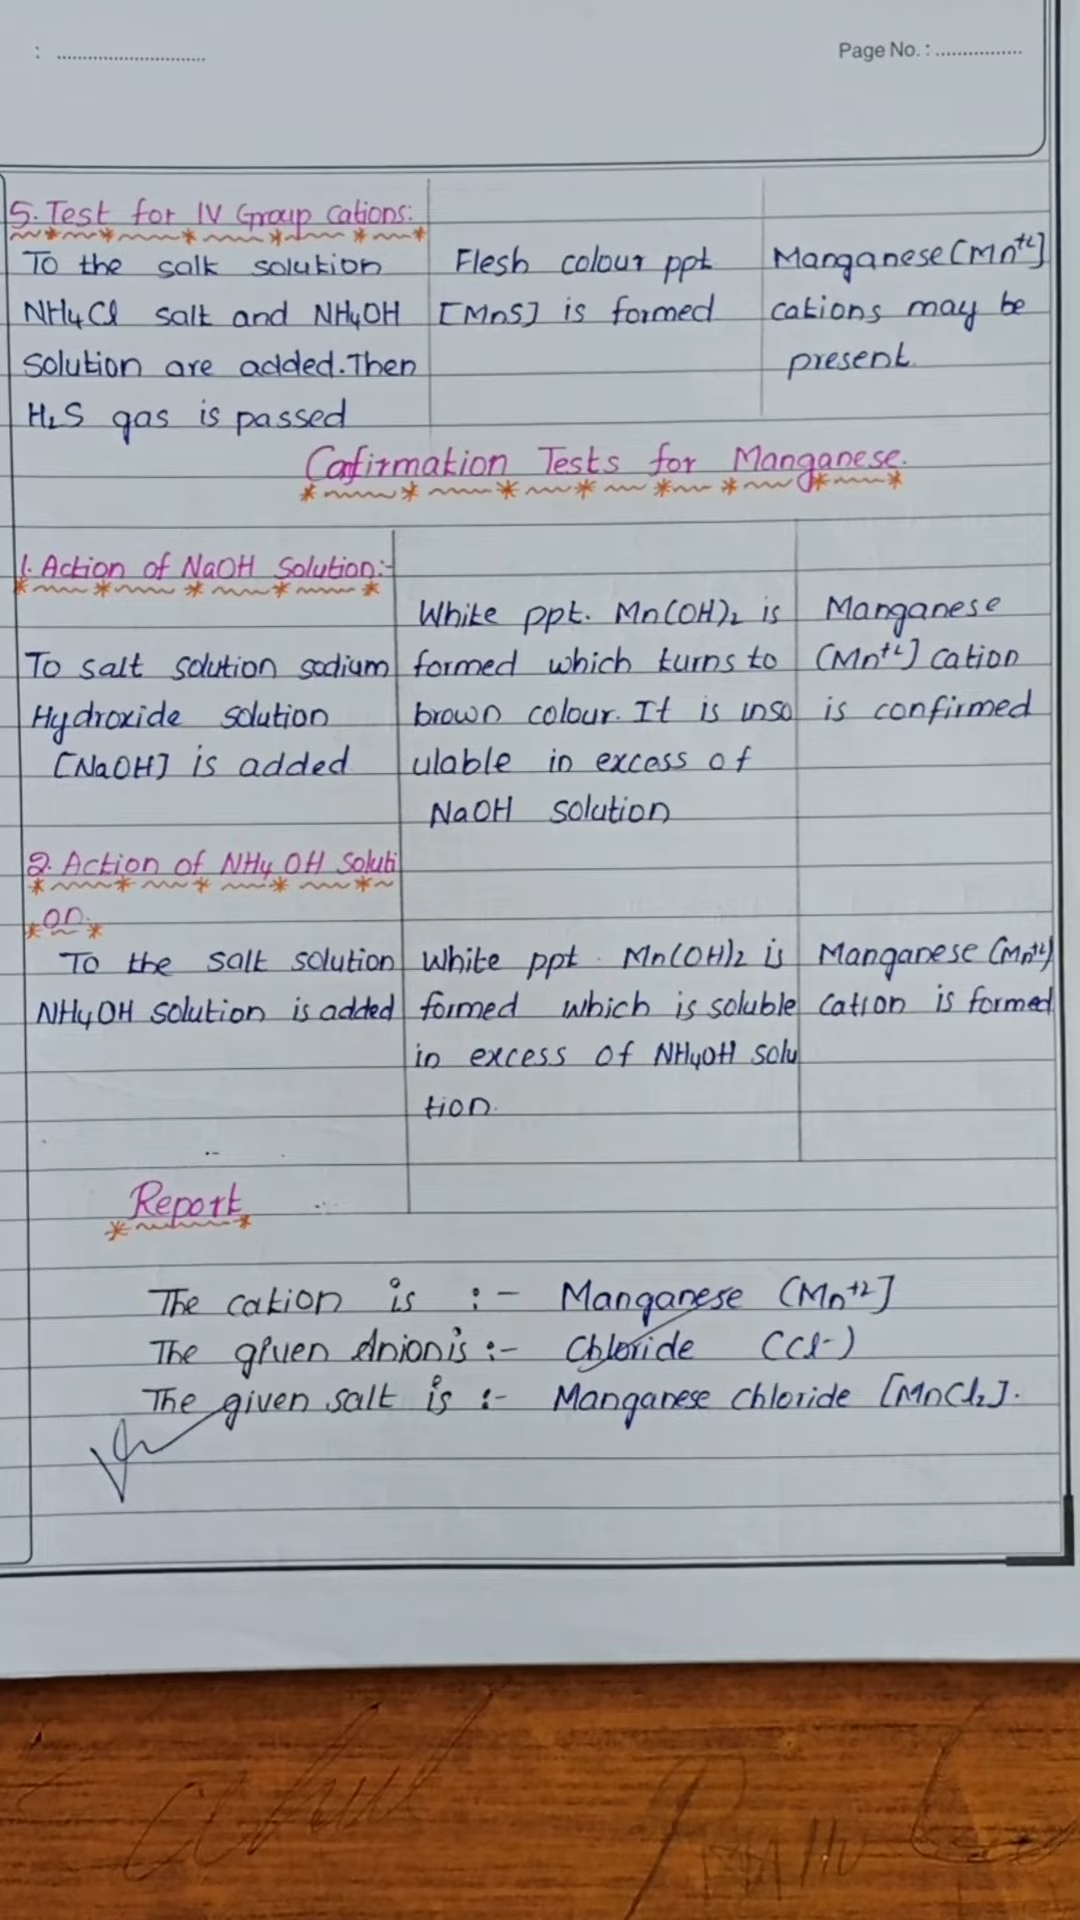 : ............................
Page No. : ................
5. Test for IV Group Cations:
To the salt solution
NH4Cl salt and NH4OH
Solution are added. Then
H2S gas is passed
Flesh colour ppt
[MnS] is formed
Manganese (Mn+2]
cations may be
present.
Cofirmation Tests for Manganese.
1. Action of NaOH Solution:-
To salt solution sodium
Hydroxide solution
[NaOH] is added
White ppt. Mn(OH)2 is
formed which turns to
brown colour. It is inso
ulable in excess of
NaOH solution
Manganese
(Mn+2) cation
is confirmed
2. Action of NH4OH Soluti
on.
To the salt solution
NH4OH solution is added
White ppt. Mn(OH)2 is
formed which is soluble
in excess of NH4OH solu
tion.
Manganese (Mn+2)
cation is formed
Report
The cation is :- Manganese (Mn+2]
The given Anion is :- Chloride (Cl-)
The given salt is :- Manganese chloride [MnCl2].